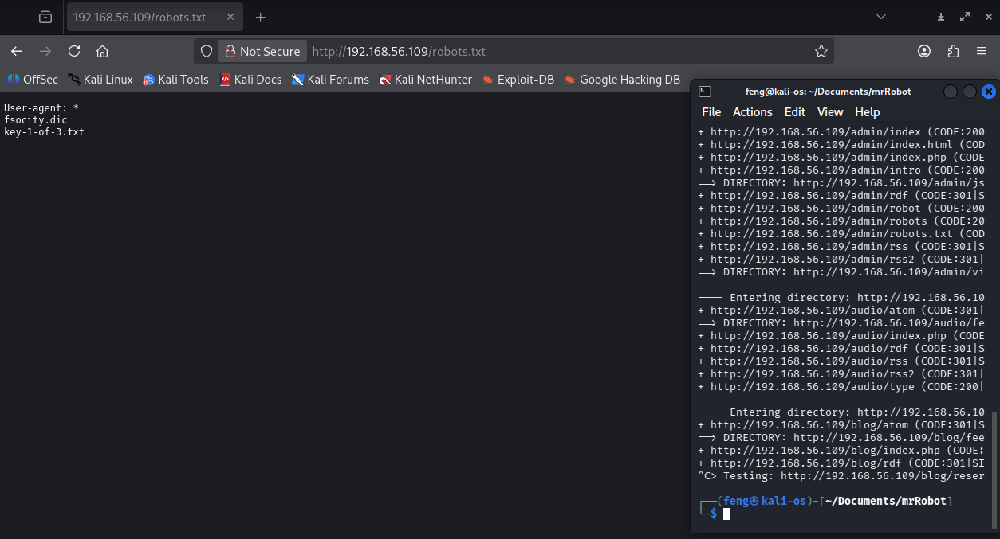 192.168.56.109/robots.txt
Not Secure http://192.168.56.109/robots.txt
OffSec Kali Linux Kali Tools Kali Docs Kali Forums Kali NetHunter Exploit-DB Google Hacking DB
User-agent: *
fsocity.dic
key-1-of-3.txt
feng@kali-os: ~/Documents/mrRobot
File Actions Edit View Help
+ http://192.168.56.109/admin/index (CODE:200
+ http://192.168.56.109/admin/index.html (COD
+ http://192.168.56.109/admin/index.php (CODE
+ http://192.168.56.109/admin/intro (CODE:200
==> DIRECTORY: http://192.168.56.109/admin/js
+ http://192.168.56.109/admin/rdf (CODE:301|S
+ http://192.168.56.109/admin/robot (CODE:200
+ http://192.168.56.109/admin/robots (CODE:20
+ http://192.168.56.109/admin/robots.txt (COD
+ http://192.168.56.109/admin/rss (CODE:301|S
+ http://192.168.56.109/admin/rss2 (CODE:301|
==> DIRECTORY: http://192.168.56.109/admin/vi
---- Entering directory: http://192.168.56.10
+ http://192.168.56.109/audio/atom (CODE:301|
==> DIRECTORY: http://192.168.56.109/audio/fe
+ http://192.168.56.109/audio/index.php (CODE
+ http://192.168.56.109/audio/rdf (CODE:301|S
+ http://192.168.56.109/audio/rss (CODE:301|S
+ http://192.168.56.109/audio/rss2 (CODE:301|
+ http://192.168.56.109/audio/type (CODE:200|
---- Entering directory: http://192.168.56.10
+ http://192.168.56.109/blog/atom (CODE:301|S
==> DIRECTORY: http://192.168.56.109/blog/fee
+ http://192.168.56.109/blog/index.php (CODE:
+ http://192.168.56.109/blog/rdf (CODE:301|SI
^C> Testing: http://192.168.56.109/blog/reser
┌──(feng㉿kali-os)-[~/Documents/mrRobot]
└─$